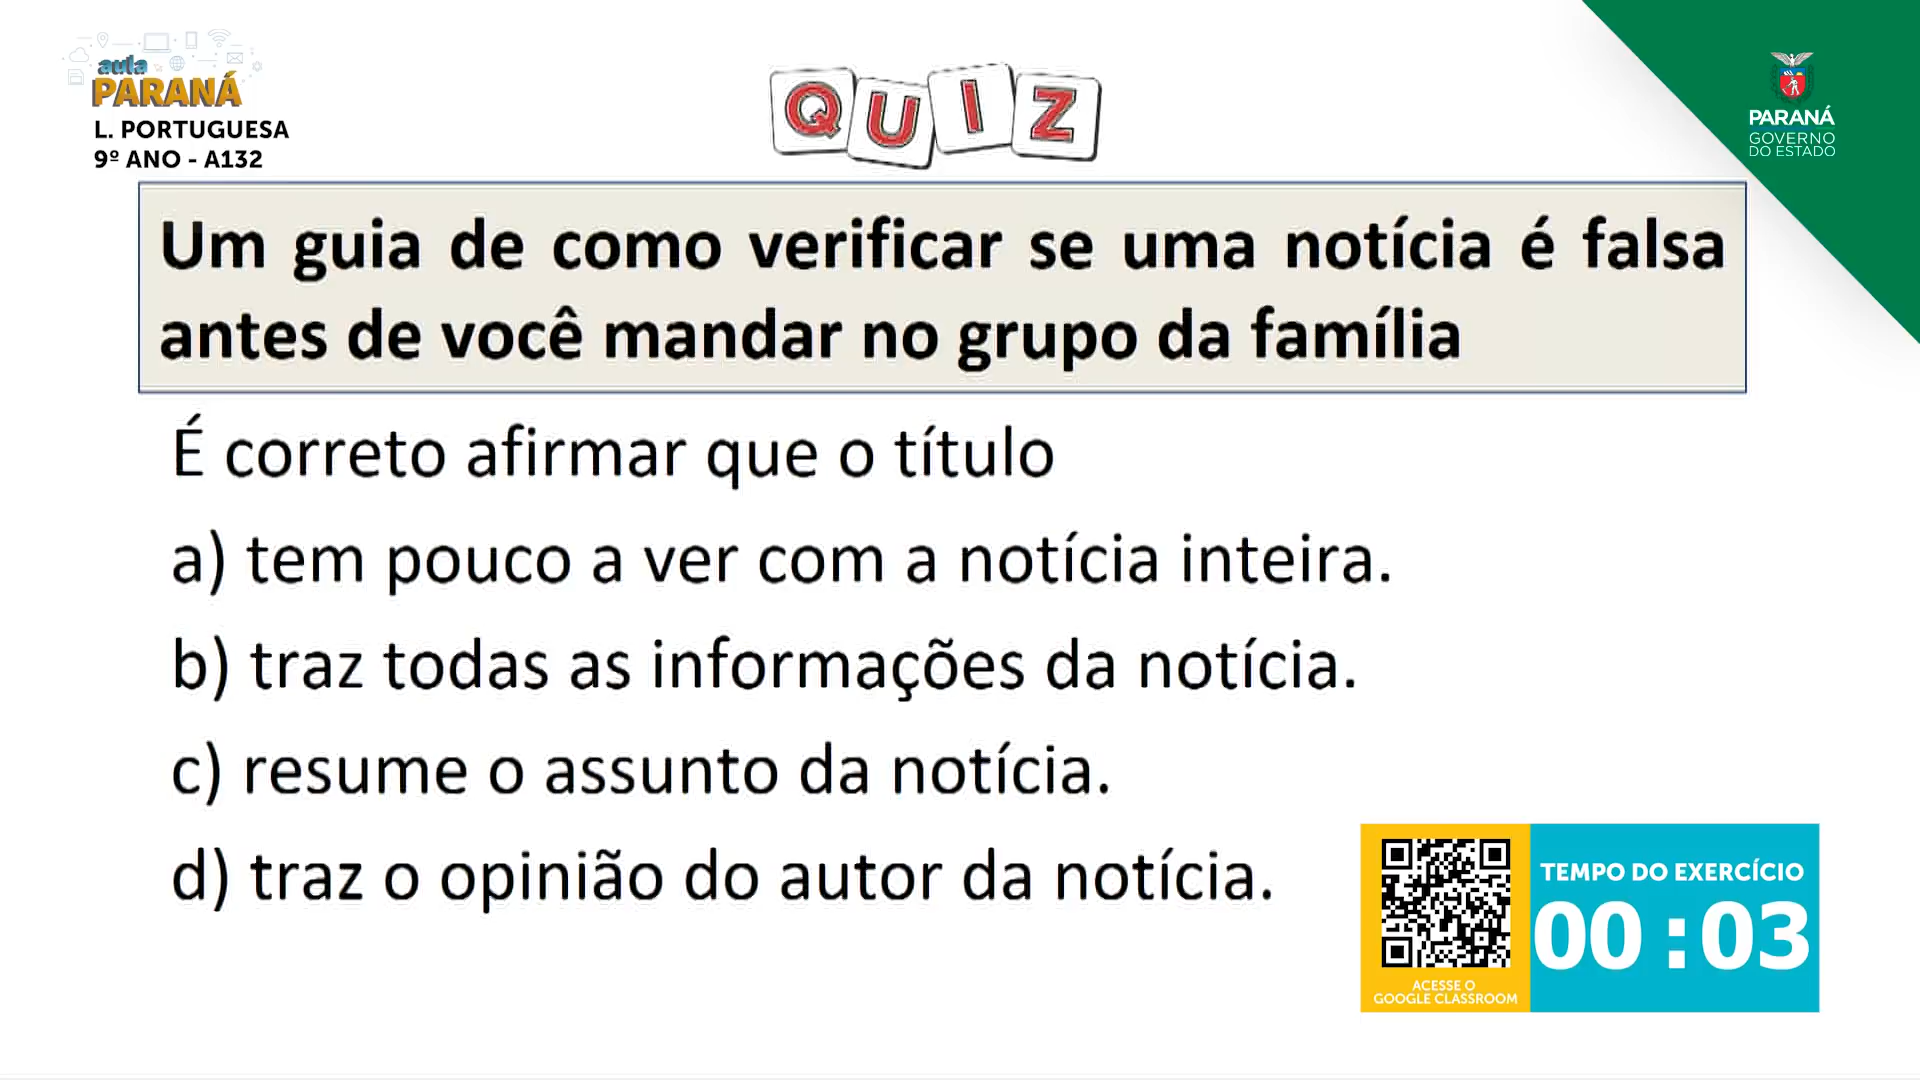 aula
PARANÁ
L. PORTUGUESA
9º ANO - A132
QUIZ
PARANÁ
GOVERNO
DO ESTADO
Um guia de como verificar se uma notícia é falsa
antes de você mandar no grupo da família
É correto afirmar que o título
a) tem pouco a ver com a notícia inteira.
b) traz todas as informações da notícia.
c) resume o assunto da notícia.
d) traz o opinião do autor da notícia.
TEMPO DO EXERCÍCIO
00:03
ACESSE O
GOOGLE CLASSROOM